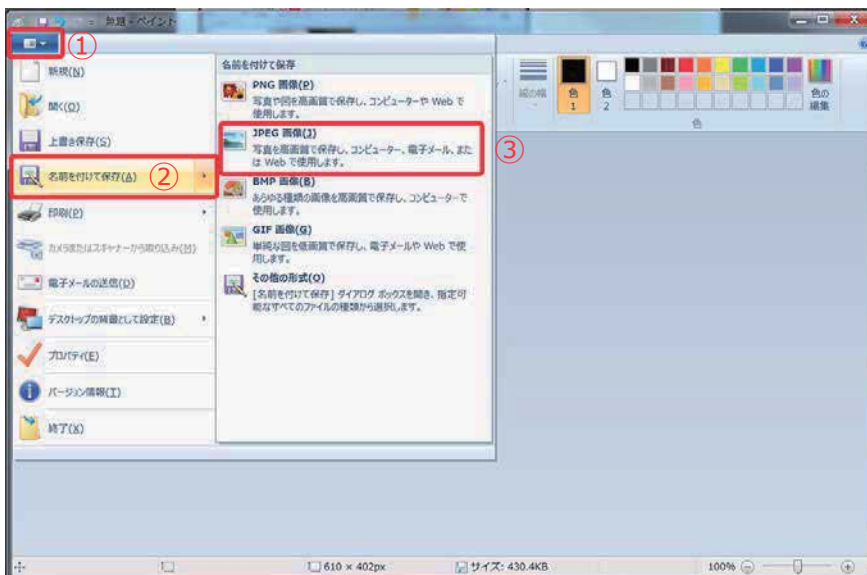 無題 - ペイント
①
新規(N)
開く(O)
上書き保存(S)
名前を付けて保存(A)
②
印刷(P)
カメラまたはスキャナーから取り込み(M)
電子メールの送信(D)
デスクトップの背景として設定(B)
プロパティ(E)
バージョン情報(T)
終了(X)
名前を付けて保存
PNG 画像(P)
写真や図を高画質で保存し、コンピューターや Web で
使用します。
JPEG 画像(J)
写真を高画質で保存し、コンピューター、電子メール、また
は Web で使用します。
③
BMP 画像(B)
あらゆる種類の画像を高画質で保存し、コンピューターで
使用します。
GIF 画像(G)
単純な図を低画質で保存し、電子メールや Web で使
用します。
その他の形式(O)
[名前を付けて保存] ダイアログ ボックスを開き、指定可
能なすべてのファイルの種類から選択します。
線の幅
色
1
色
2
色の
編集
色
610 × 402px
サイズ: 430.4KB
100%